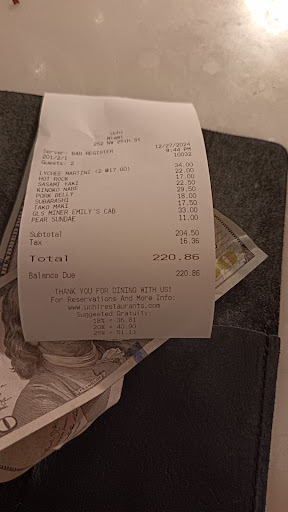 Uchi
Miami
252 NW 25th ST
Server: BAR REGISTER 12/27/2024
201/2/1 9:44 PM
Guests: 2 10032
LYCHEE MARTINI (2 @17.00) 34.00
HOT ROCK 22.00
SASAMI YAKI 17.00
KINOKO NABE 22.50
PORK BELLY 29.50
SUBARASHI 18.00
TAKO MAKI 17.50
GLS MINER EMILY'S CAB 33.00
PEAR SUNDAE 11.00
Subtotal 204.50
Tax 16.36
Total 220.86
Balance Due 220.86
THANK YOU FOR DINING WITH US!
For Reservations And More Info:
www.uchirestaurants.com
Suggested Gratuity:
18% = 36.81
20% = 40.90
25% = 51.13